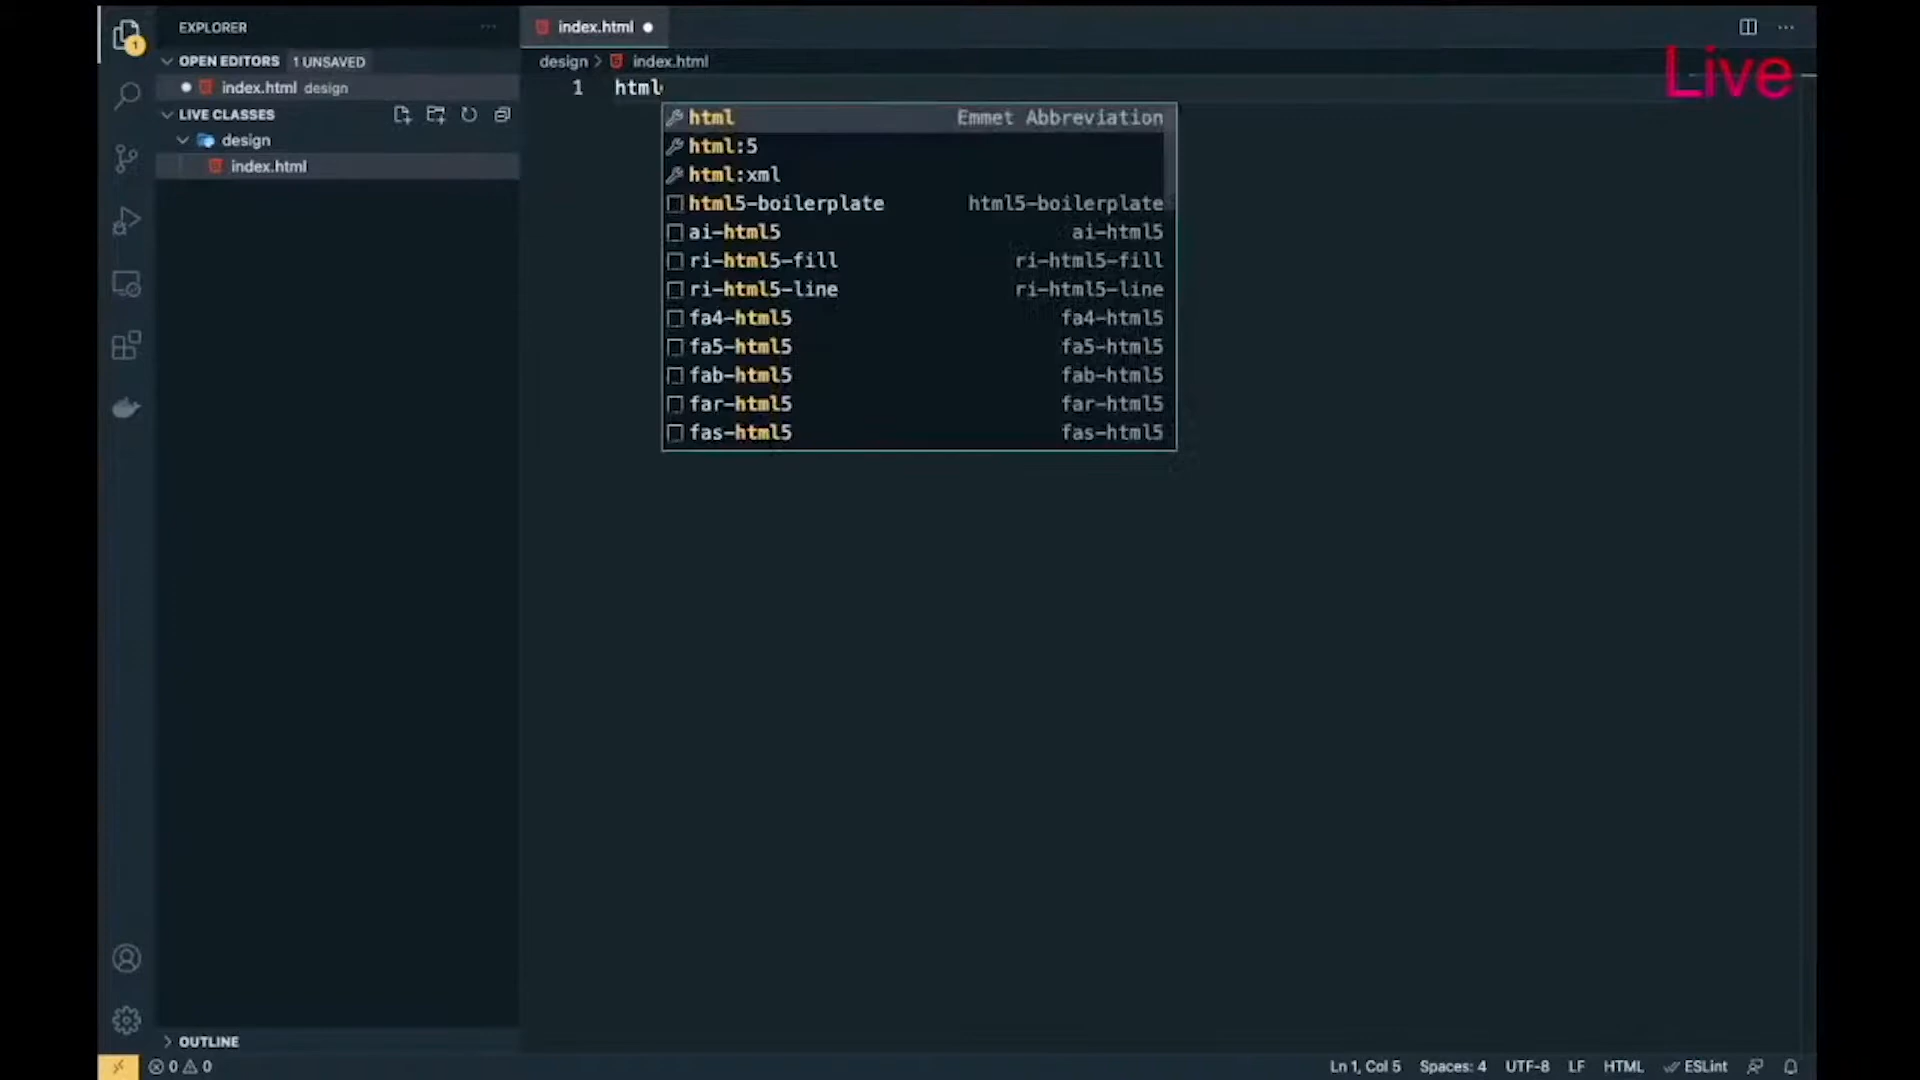 EXPLORER
index.html
OPEN EDITORS 1 UNSAVED
design > index.html
Live
index.html design
1 html
LIVE CLASSES
design
index.html
html Emmet Abbreviation
html:5
html:xml
html5-boilerplate html5-boilerplate
ai-html5 ai-html5
ri-html5-fill ri-html5-fill
ri-html5-line ri-html5-line
fa4-html5 fa4-html5
fa5-html5 fa5-html5
fab-html5 fab-html5
far-html5 far-html5
fas-html5 fas-html5
1
OUTLINE
0 0
Ln 1, Col 5 Spaces: 4 UTF-8 LF HTML ESLint